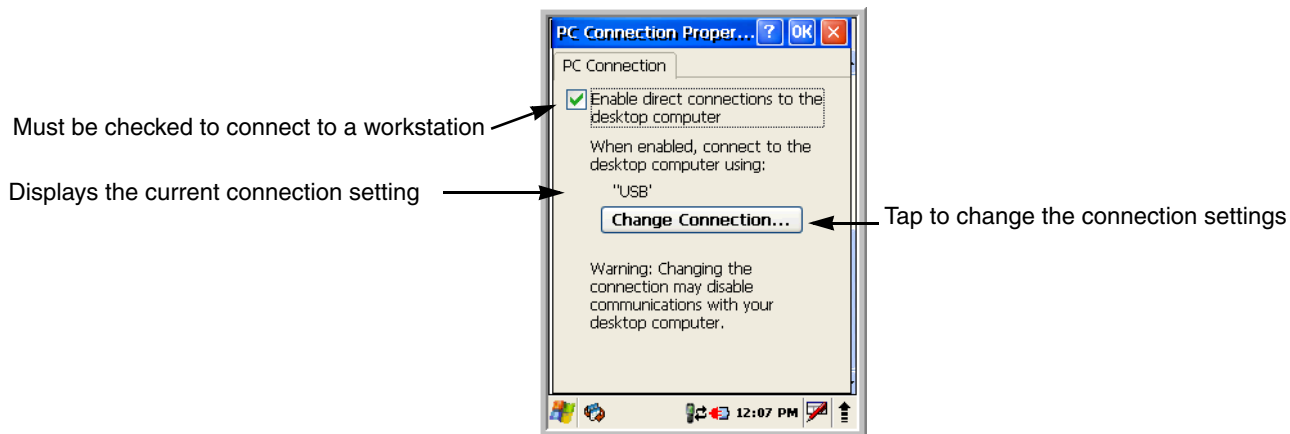 PC Connection Proper... ? OK
PC Connection
Enable direct connections to the
desktop computer
Must be checked to connect to a workstation
When enabled, connect to the
desktop computer using:
Displays the current connection setting
"USB'
Change Connection...
Tap to change the connection settings
Warning: Changing the
connection may disable
communications with your
desktop computer.
12:07 PM